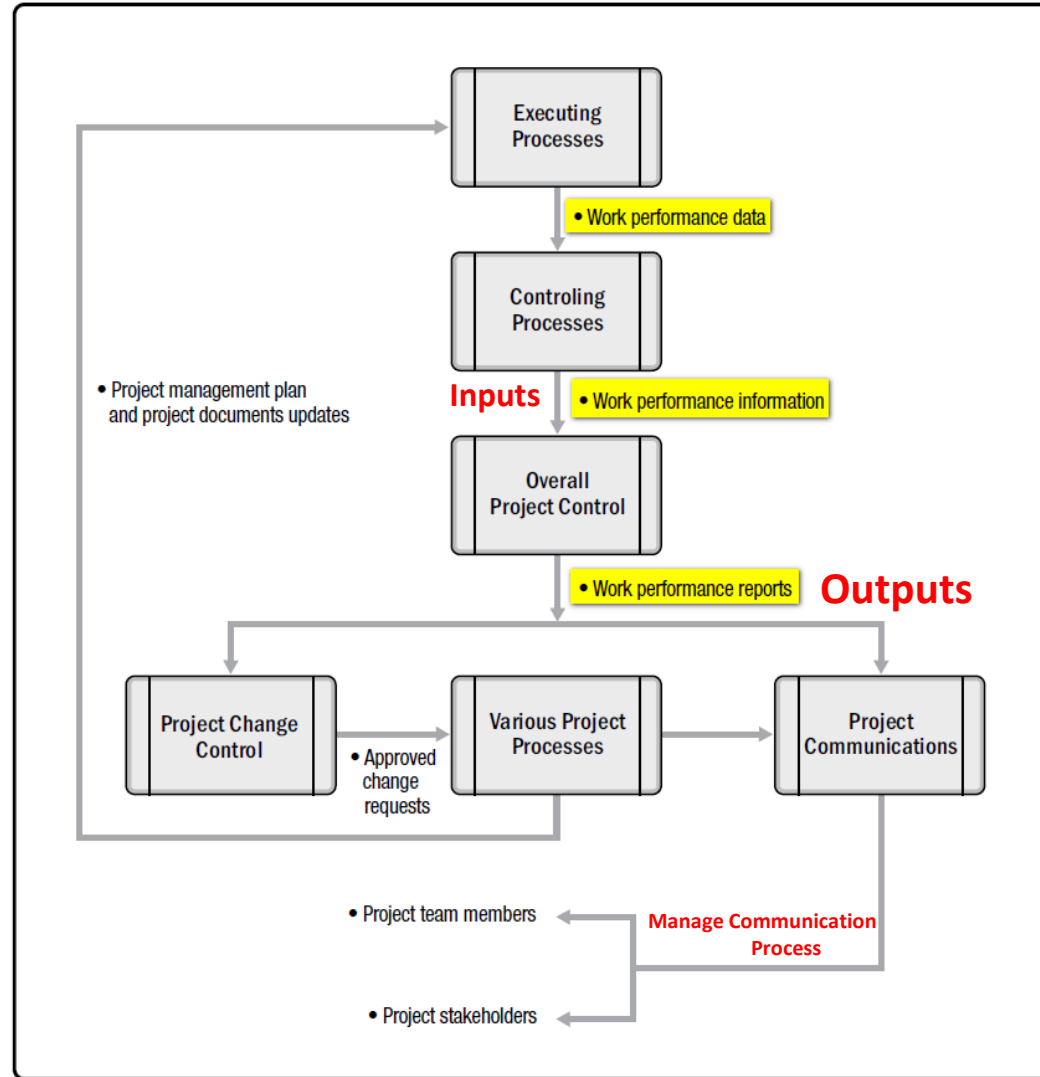 Executing
Processes
• Work performance data
Controling
Processes
• Project management plan
and project documents updates
Inputs
• Work performance information
Overall
Project Control
• Work performance reports
Outputs
Project Change
Control
• Approved
change
requests
Various Project
Processes
Project
Communications
• Project team members
Manage Communication
Process
• Project stakeholders